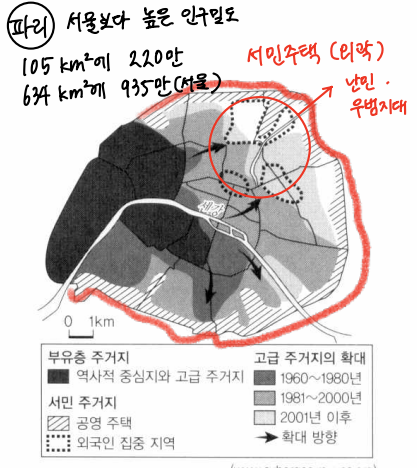 파리 서울보다 높은 인구밀도
105 km²에 220만
634 km²에 935만(서울)
서민주택 (외곽)
난민·
우범지대
센강
0 1km
부유층 주거지
역사적 중심지와 고급 주거지
서민 주거지
공영 주택
외국인 집중 지역
고급 주거지의 확대
1960~1980년
1981~2000년
2001년 이후
확대 방향